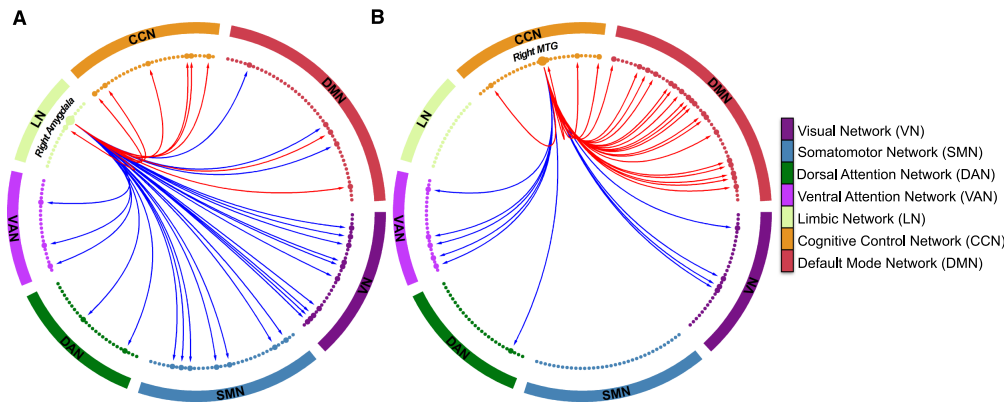 A
CCN
DMN
LN
Right Amygdala
VAN
VN
DAN
SMN
B
CCN
Right MTG
DMN
LN
VAN
VN
DAN
SMN
Visual Network (VN)
Somatomotor Network (SMN)
Dorsal Attention Network (DAN)
Ventral Attention Network (VAN)
Limbic Network (LN)
Cognitive Control Network (CCN)
Default Mode Network (DMN)